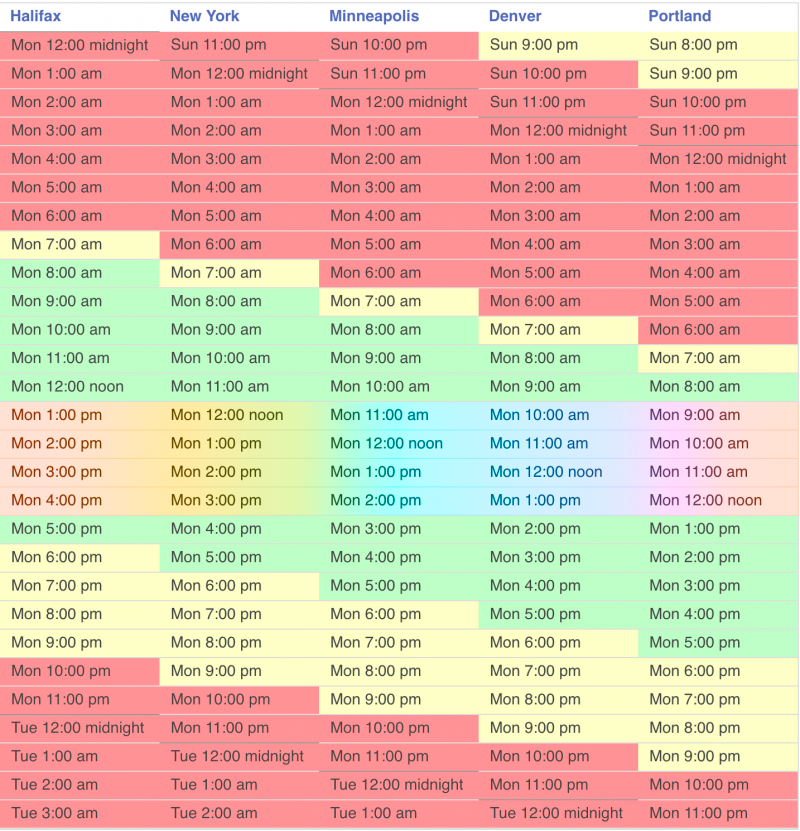 Halifax New York Minneapolis Denver Portland
Mon 12:00 midnight Sun 11:00 pm Sun 10:00 pm Sun 9:00 pm Sun 8:00 pm
Mon 1:00 am Mon 12:00 midnight Sun 11:00 pm Sun 10:00 pm Sun 9:00 pm
Mon 2:00 am Mon 1:00 am Mon 12:00 midnight Sun 11:00 pm Sun 10:00 pm
Mon 3:00 am Mon 2:00 am Mon 1:00 am Mon 12:00 midnight Sun 11:00 pm
Mon 4:00 am Mon 3:00 am Mon 2:00 am Mon 1:00 am Mon 12:00 midnight
Mon 5:00 am Mon 4:00 am Mon 3:00 am Mon 2:00 am Mon 1:00 am
Mon 6:00 am Mon 5:00 am Mon 4:00 am Mon 3:00 am Mon 2:00 am
Mon 7:00 am Mon 6:00 am Mon 5:00 am Mon 4:00 am Mon 3:00 am
Mon 8:00 am Mon 7:00 am Mon 6:00 am Mon 5:00 am Mon 4:00 am
Mon 9:00 am Mon 8:00 am Mon 7:00 am Mon 6:00 am Mon 5:00 am
Mon 10:00 am Mon 9:00 am Mon 8:00 am Mon 7:00 am Mon 6:00 am
Mon 11:00 am Mon 10:00 am Mon 9:00 am Mon 8:00 am Mon 7:00 am
Mon 12:00 noon Mon 11:00 am Mon 10:00 am Mon 9:00 am Mon 8:00 am
Mon 1:00 pm Mon 12:00 noon Mon 11:00 am Mon 10:00 am Mon 9:00 am
Mon 2:00 pm Mon 1:00 pm Mon 12:00 noon Mon 11:00 am Mon 10:00 am
Mon 3:00 pm Mon 2:00 pm Mon 1:00 pm Mon 12:00 noon Mon 11:00 am
Mon 4:00 pm Mon 3:00 pm Mon 2:00 pm Mon 1:00 pm Mon 12:00 noon
Mon 5:00 pm Mon 4:00 pm Mon 3:00 pm Mon 2:00 pm Mon 1:00 pm
Mon 6:00 pm Mon 5:00 pm Mon 4:00 pm Mon 3:00 pm Mon 2:00 pm
Mon 7:00 pm Mon 6:00 pm Mon 5:00 pm Mon 4:00 pm Mon 3:00 pm
Mon 8:00 pm Mon 7:00 pm Mon 6:00 pm Mon 5:00 pm Mon 4:00 pm
Mon 9:00 pm Mon 8:00 pm Mon 7:00 pm Mon 6:00 pm Mon 5:00 pm
Mon 10:00 pm Mon 9:00 pm Mon 8:00 pm Mon 7:00 pm Mon 6:00 pm
Mon 11:00 pm Mon 10:00 pm Mon 9:00 pm Mon 8:00 pm Mon 7:00 pm
Tue 12:00 midnight Mon 11:00 pm Mon 10:00 pm Mon 9:00 pm Mon 8:00 pm
Tue 1:00 am Tue 12:00 midnight Mon 11:00 pm Mon 10:00 pm Mon 9:00 pm
Tue 2:00 am Tue 1:00 am Tue 12:00 midnight Mon 11:00 pm Mon 10:00 pm
Tue 3:00 am Tue 2:00 am Tue 1:00 am Tue 12:00 midnight Mon 11:00 pm